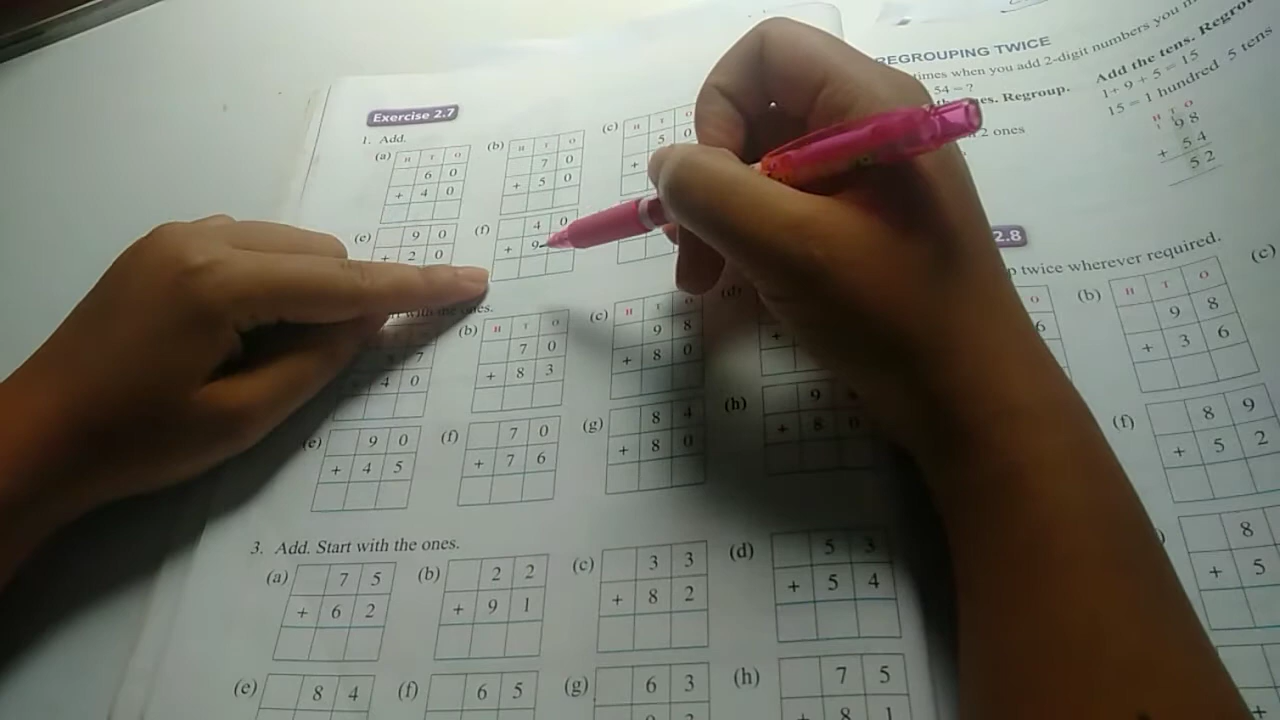 Exercise 2.7
1. Add.
(a) H T O
6 0
+ 4 0
(b) H T O
7 0
+ 5 0
(c) H T
5 0
+
(e) 9 0
+ 2 0
(f) 4 0
+ 9
with the ones.
7
4 0
(b) H T O
7 0
+ 8 3
(c) H T O
9 8
+ 8 0
(d)
+
(e) 9 0
+ 4 5
(f) 7 0
+ 7 6
(g) 8 4
+ 8 0
(h) 9
+ 8 0
3. Add. Start with the ones.
(a) 7 5
+ 6 2
(b) 2 2
+ 9 1
(c) 3 3
+ 8 2
(d) 5 3
+ 5 4
(e) 8 4
(f) 6 5
(g) 6 3
(h) 7 5
+ 8 1
REGROUPING TWICE
times when you add 2-digit numbers you
54 = ?
ones. Regroup.
2 ones
Add the tens.
1 + 9 + 5 = 15
15 = 1 hundred 5 tens
H T O
1 1
9 8
+ 5 4
5 2
2.8
twice wherever required.
O
6
(b) H T O
9 8
+ 3 6
(c)
(f) 8 9
+ 5 2
8
+ 5
+